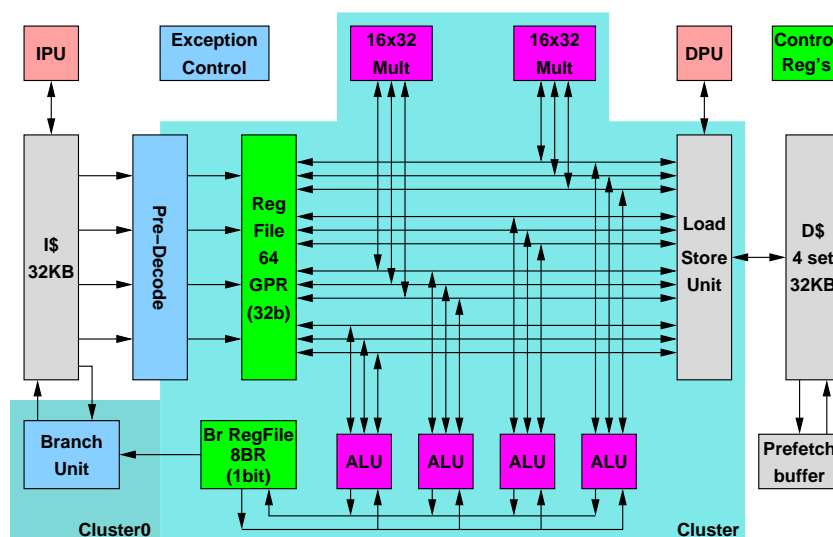 IPU
Exception
Control
16x32
Mult
16x32
Mult
DPU
Control
Reg's
I$
32KB
Pre-Decode
Reg
File
64
GPR
(32b)
Load
Store
Unit
D$
4 set
32KB
Branch
Unit
Br RegFile
8BR
(1bit)
ALU
ALU
ALU
ALU
Prefetch
buffer
Cluster0
Cluster